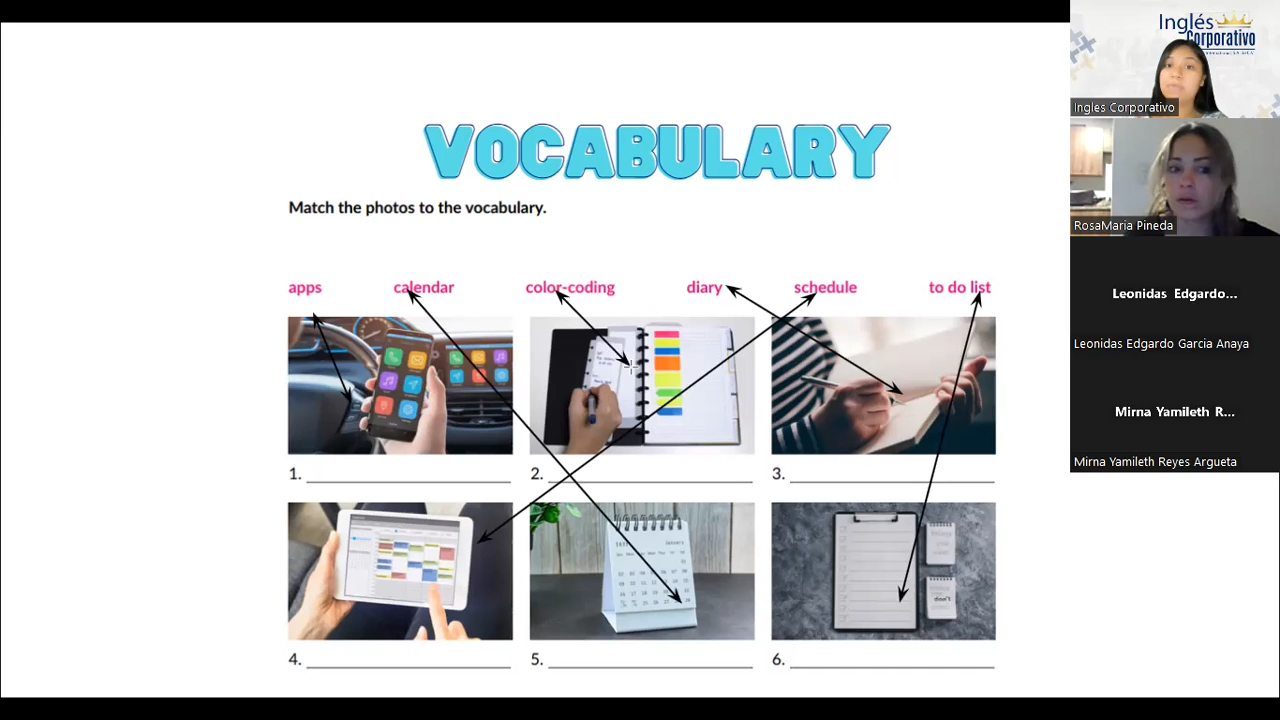 Inglés
Corporativo
Ingles Corporativo
RosaMaria Pineda
Leonidas Edgardo...
Leonidas Edgardo Garcia Anaya
Mirna Yamileth R...
Mirna Yamileth Reyes Argueta
VOCABULARY
Match the photos to the vocabulary.
apps calendar color-coding diary schedule to do list
1. 2. 3.
4. 5. 6.